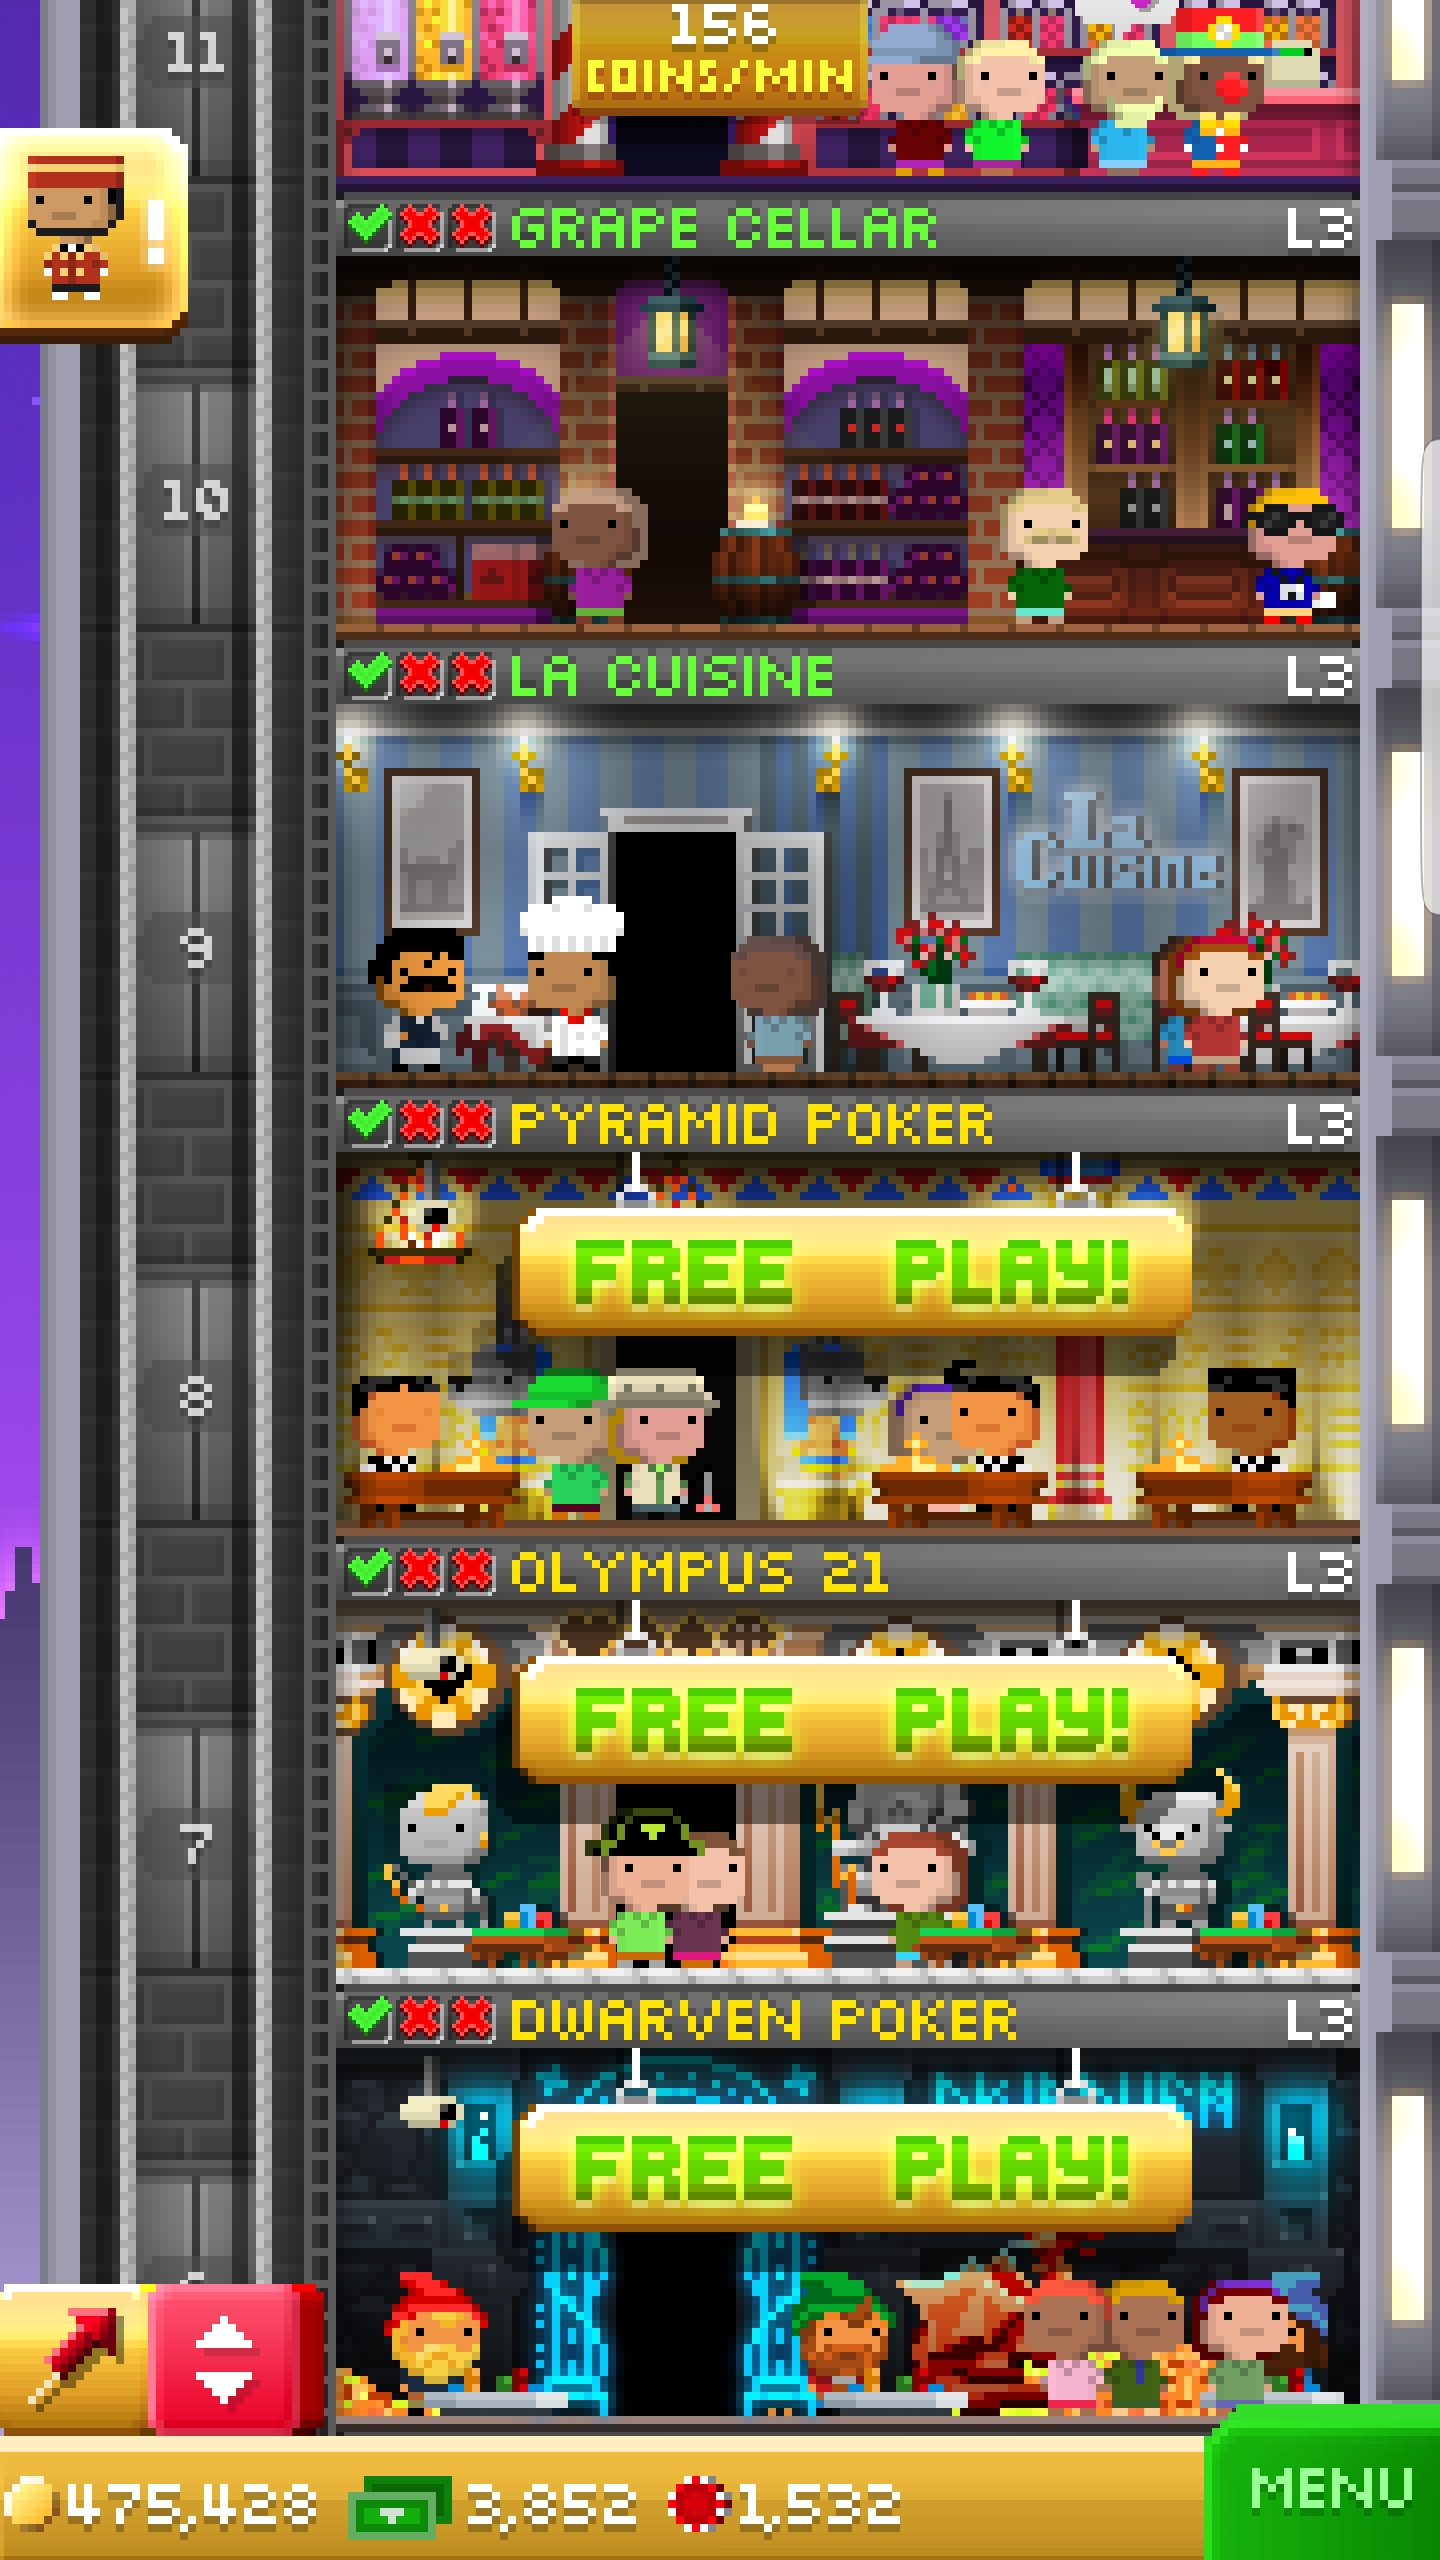 156
COINS/MIN
11
!
GRAPE CELLAR L3
10
LA CUISINE L3
La
Cuisine
9
PYRAMID POKER L3
FREE PLAY!
8
OLYMPUS 21 L3
FREE PLAY!
7
DWARVEN POKER L3
FREE PLAY!
475,428 3,852 1,532
MENU